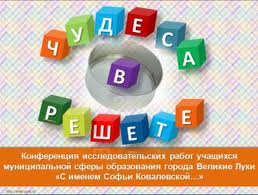 ЧУДЕСА
В
РЕШЕТЕ
Конференция исследовательских работ учащихся
муниципальной сферы образования города Великие Луки
«С именем Софьи Ковалевской…»